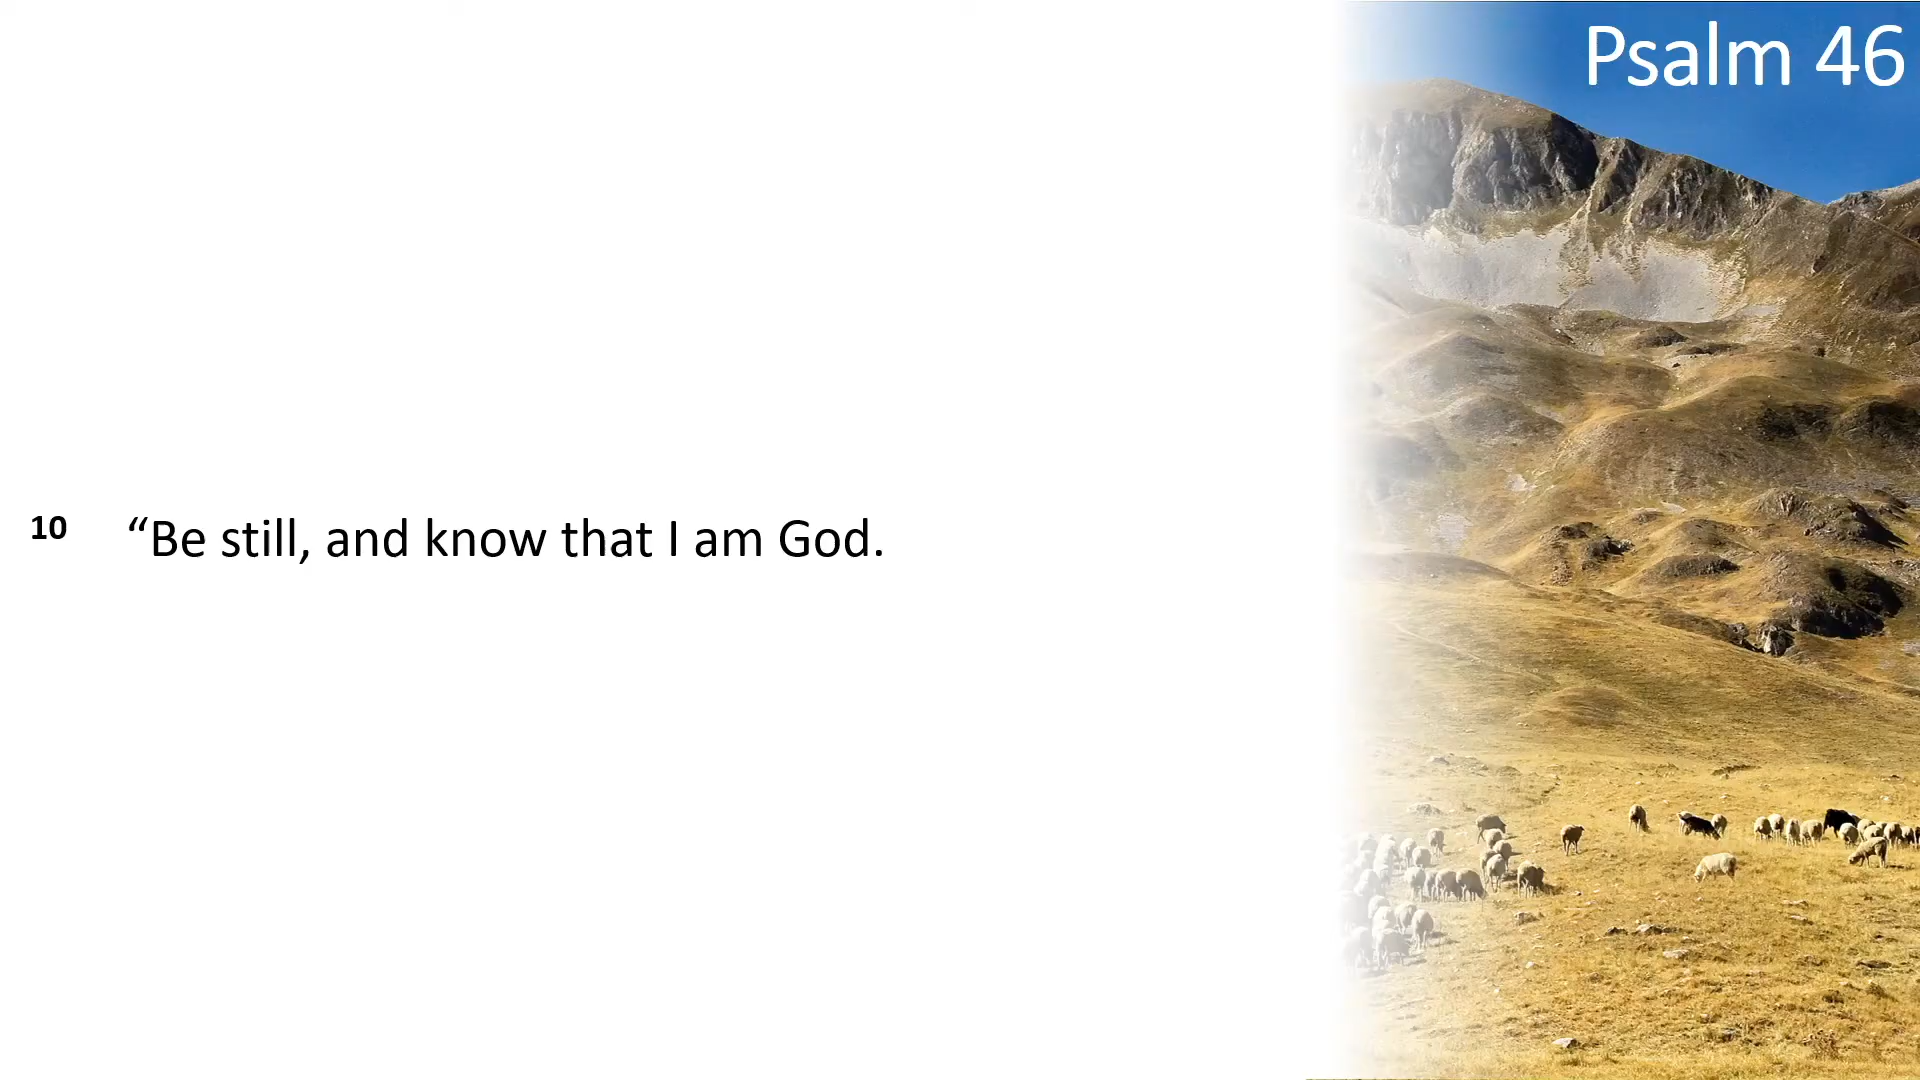 Psalm 46
10 “Be still, and know that I am God.